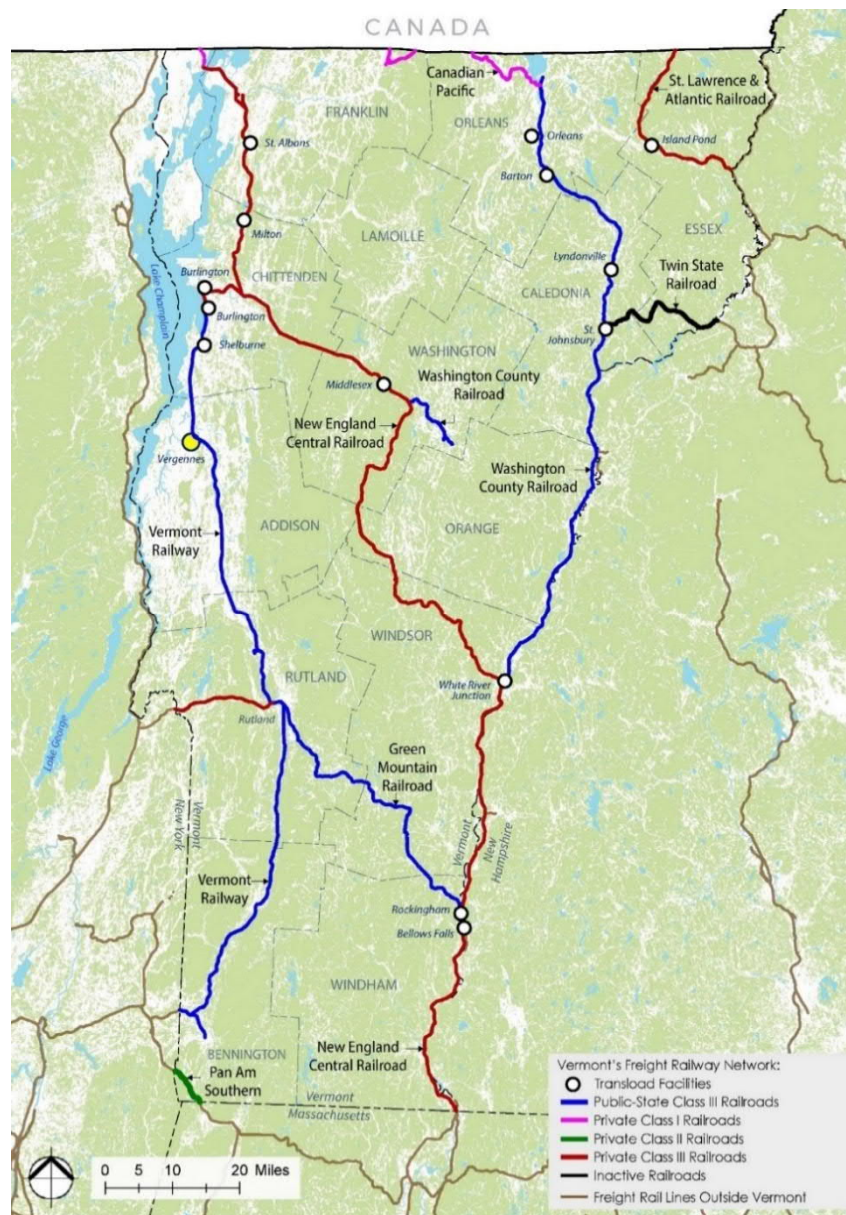 CANADA
Canadian
Pacific
St. Lawrence &
Atlantic Railroad
FRANKLIN
ORLEANS
Orleans
St. Albans
Island Pond
Barton
Milton
LAMOILLE
ESSEX
Lake Champlain
Burlington
CHITTENDEN
Lyndonville
Twin State
Railroad
CALEDONIA
Burlington
Shelburne
St.
Johnsbury
WASHINGTON
Middlesex
Washington County
Railroad
New England
Central Railroad
Vergennes
Washington
County Railroad
Vermont
Railway
ADDISON
ORANGE
WINDSOR
RUTLAND
White River
Junction
Rutland
Lake George
Green
Mountain
Railroad
Vermont
New York
Vermont
New
Hampshire
Vermont
Railway
Rockingham
Bellows Falls
WINDHAM
New England
Central Railroad
BENNINGTON
Pan Am
Southern
Vermont
Massachusetts
0 5 10 20 Miles
Vermont's Freight Railway Network:
Transload Facilities
Public-State Class III Railroads
Private Class I Railroads
Private Class II Railroads
Private Class III Railroads
Inactive Railroads
Freight Rail Lines Outside Vermont